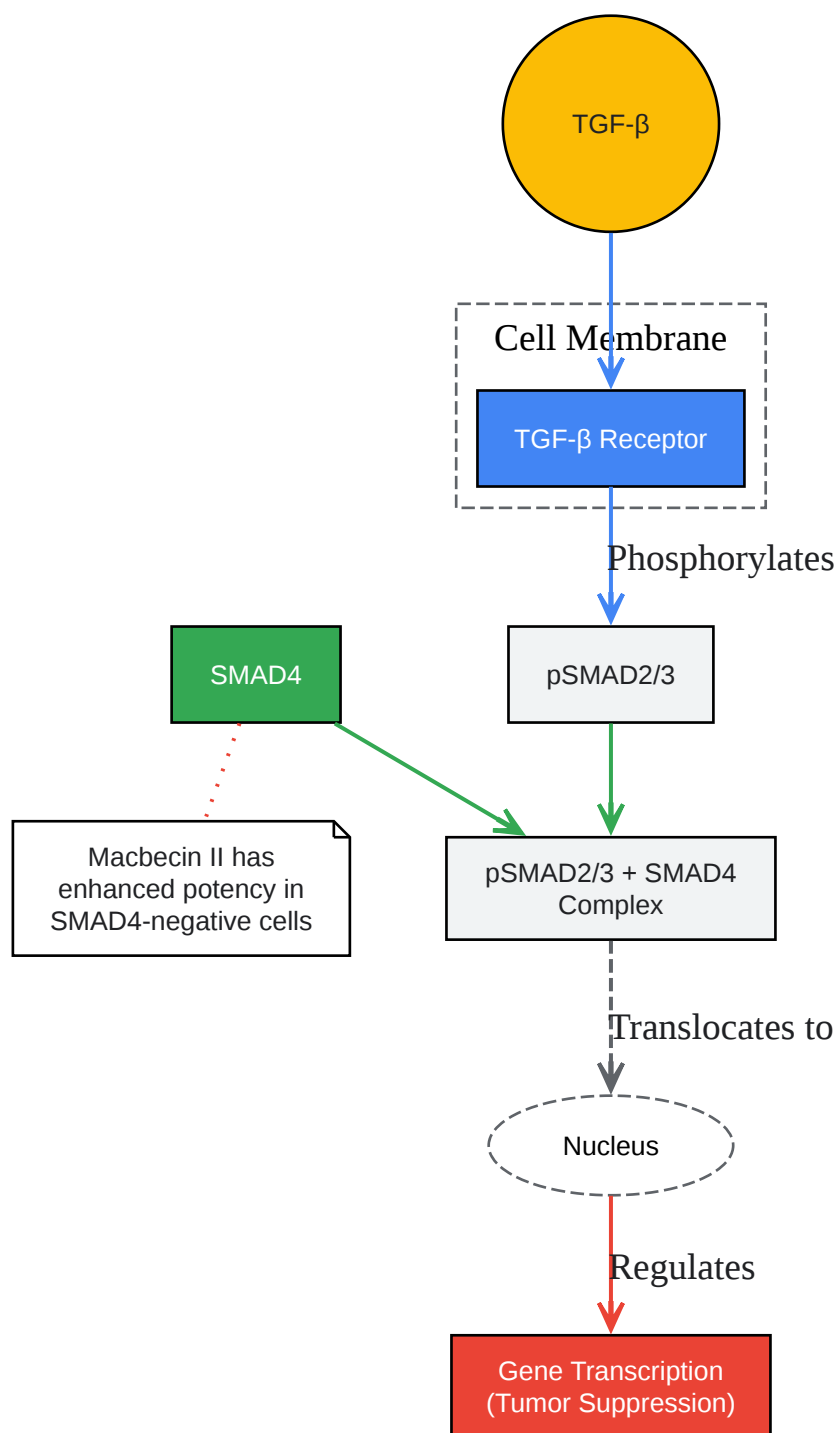 TGF-β
Cell Membrane
TGF-β Receptor
Phosphorylates
SMAD4
pSMAD2/3
Macbecin II has
enhanced potency in
SMAD4-negative cells
pSMAD2/3 + SMAD4
Complex
Translocates to
Nucleus
Regulates
Gene Transcription
(Tumor Suppression)